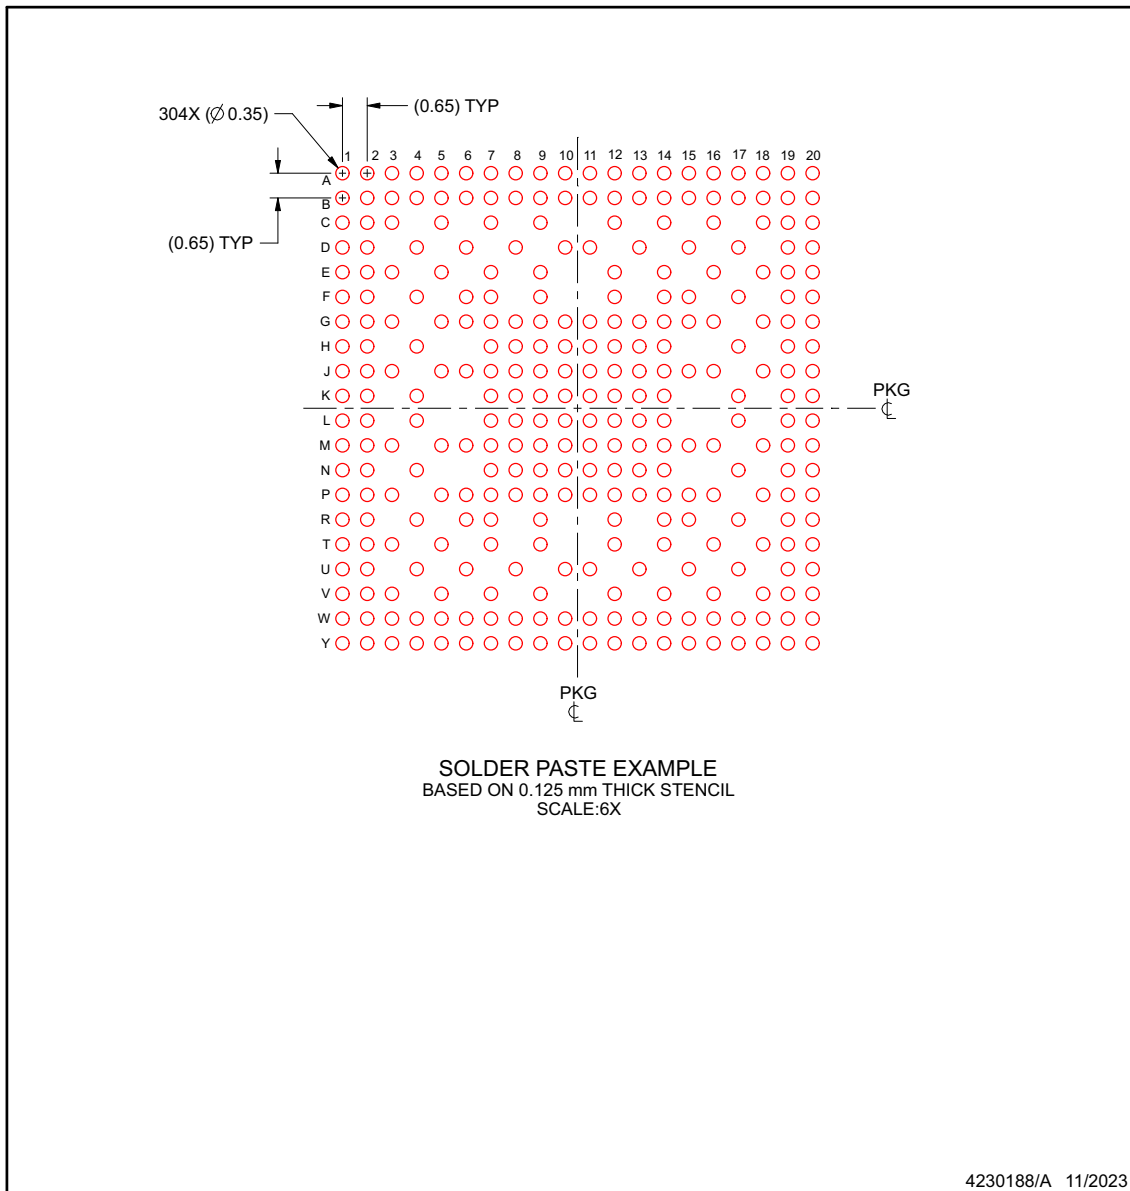 304X (∅ 0.35)
(0.65) TYP
1 2 3 4 5 6 7 8 9 10 11 12 13 14 15 16 17 18 19 20
A
B
(0.65) TYP
C
D
E
F
G
H
J
K
PKG
℄
L
M
N
P
R
T
U
V
W
Y
PKG
℄
SOLDER PASTE EXAMPLE
BASED ON 0.125 mm THICK STENCIL
SCALE:6X
4230188/A 11/2023